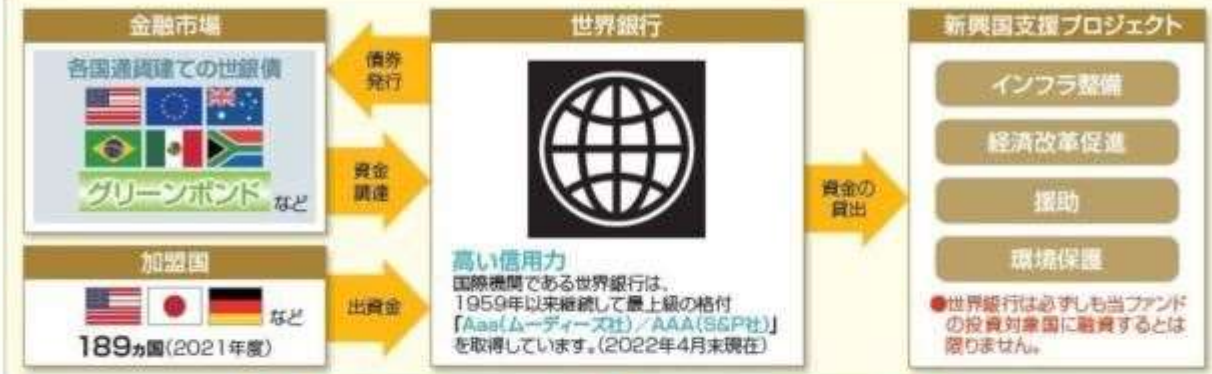 金融市場
各国通貨建ての世銀債
グリーンボンド など
加盟国
など
189ヵ国(2021年度)
債券
発行
資金
調達
出資金
世界銀行
高い信用力
国際機関である世界銀行は、
1959年以来継続して最上級の格付
「Aaa(ムーディーズ社)/AAA(S&P社)」
を取得しています。(2022年4月末現在)
資金の
貸出
新興国支援プロジェクト
インフラ整備
経済改革促進
援助
環境保護
●世界銀行は必ずしも当ファンド
の投資対象国に融資するとは
限りません。